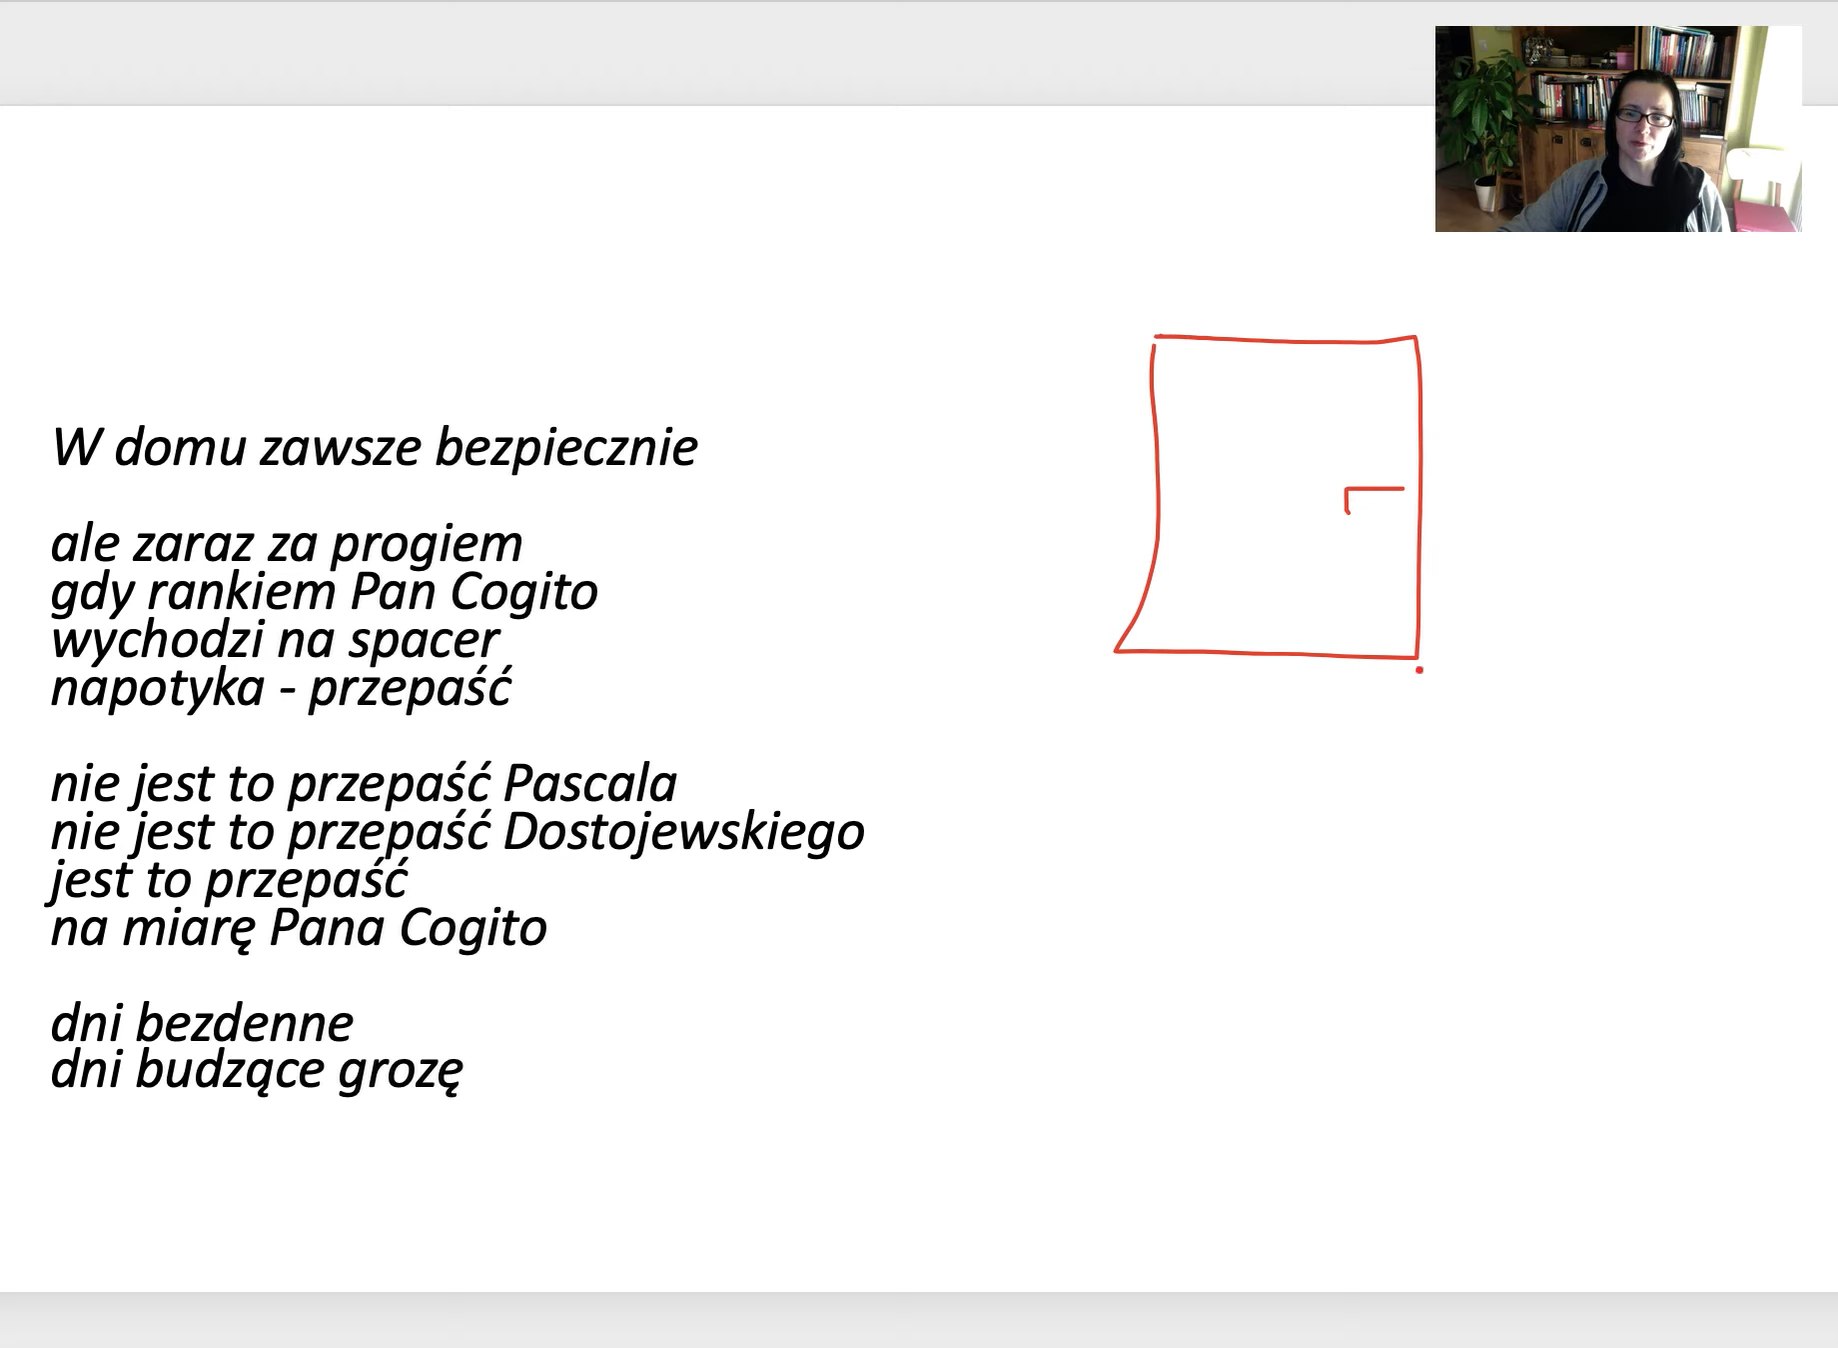 W domu zawsze bezpiecznie
ale zaraz za progiem
gdy rankiem Pan Cogito
wychodzi na spacer
napotyka - przepaść
nie jest to przepaść Pascala
nie jest to przepaść Dostojewskiego
jest to przepaść
na miarę Pana Cogito
dni bezdenne
dni budzące grozę